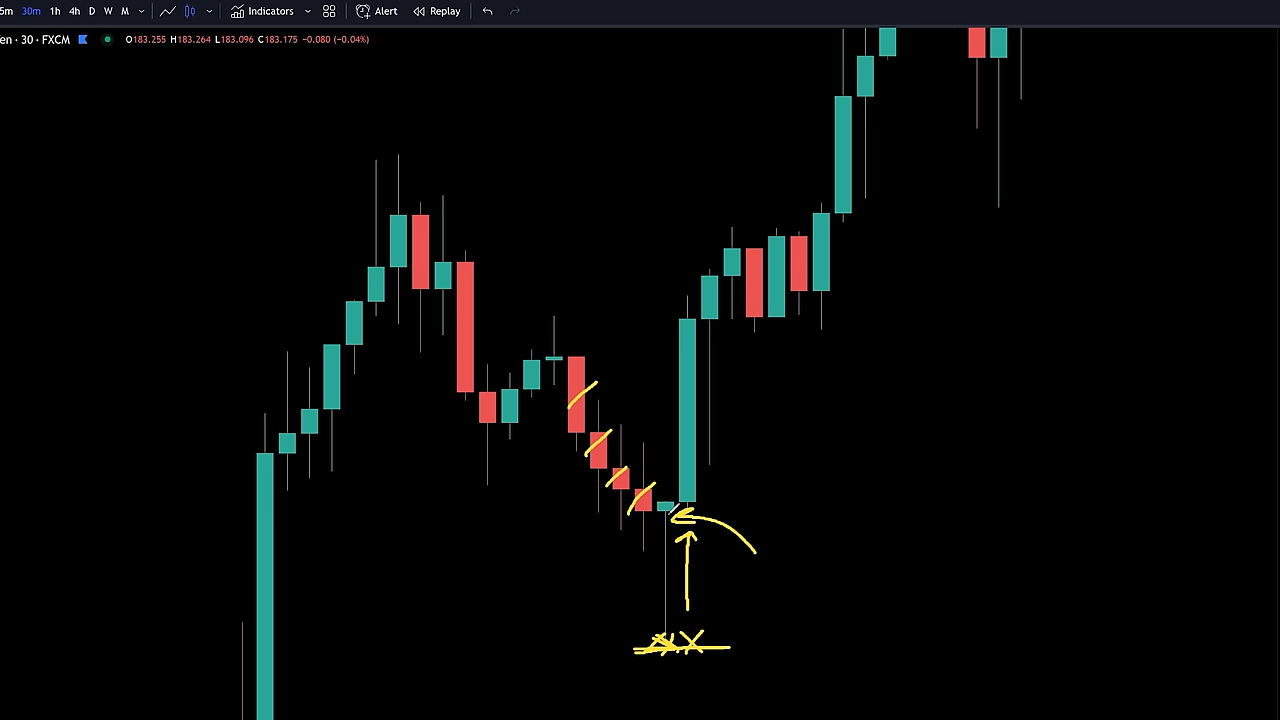 5m 30m 1h 4h D W M Indicators Alert Replay
en · 30 · FXCM O183.255 H183.264 L183.096 C183.175 −0.080 (−0.04%)